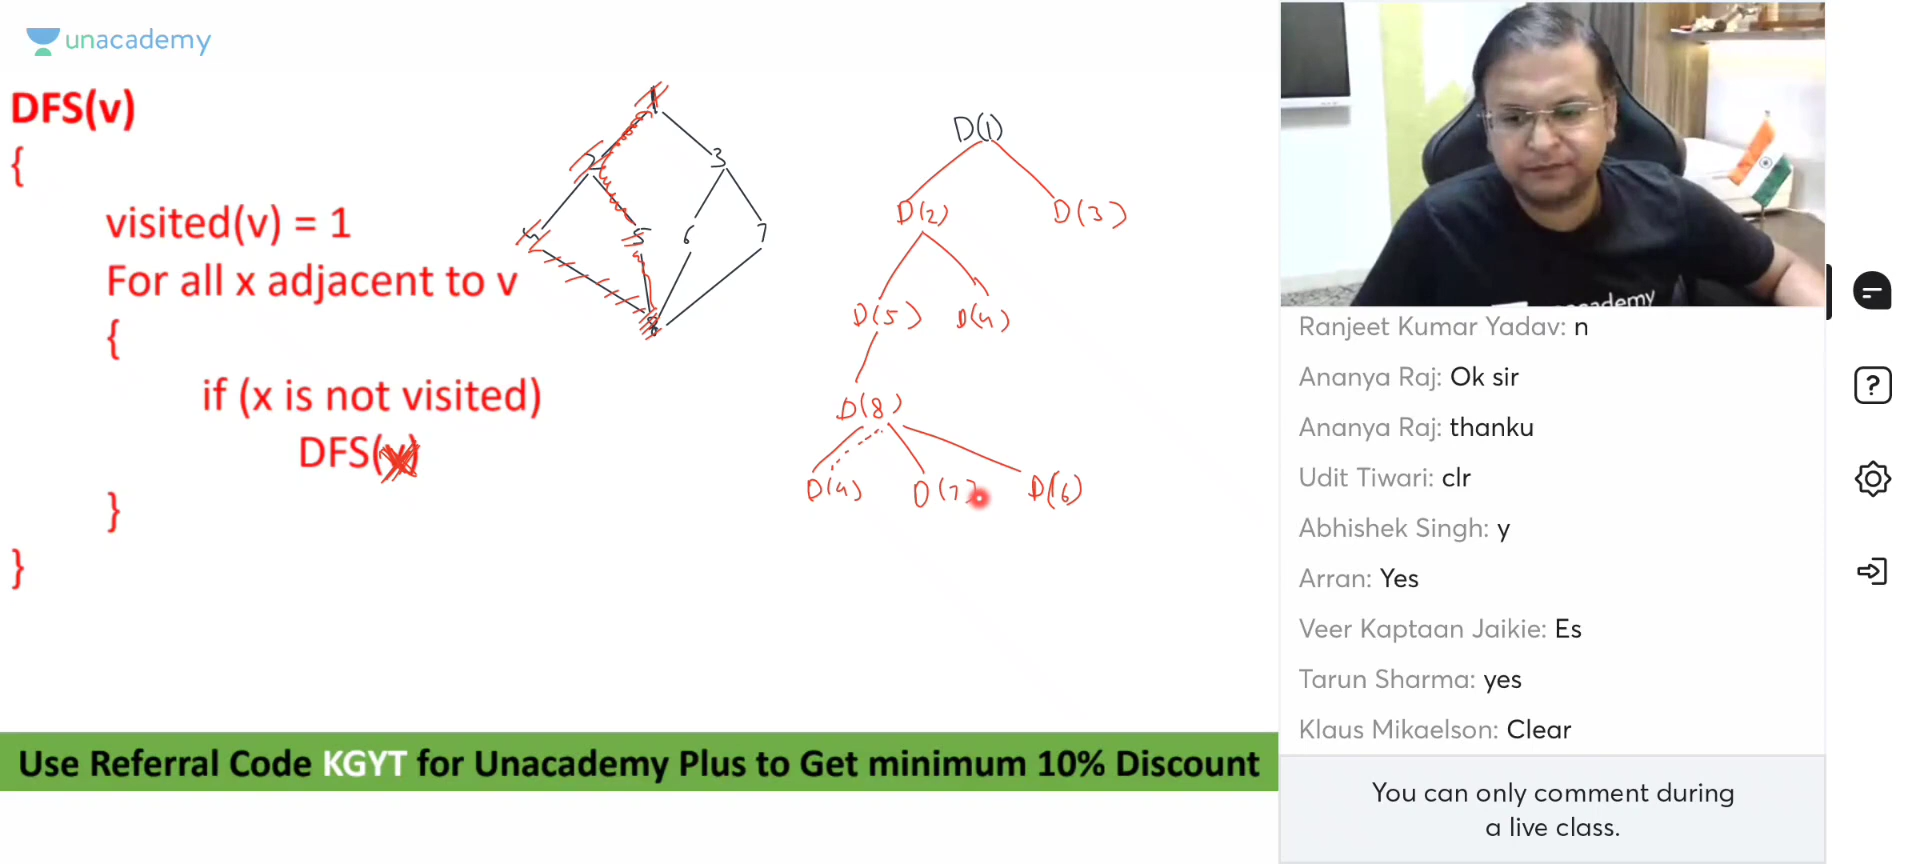 unacademy
DFS(v)
{
visited(v) = 1
For all x adjacent to v
{
if (x is not visited)
DFS(
}
}
1
2 3
4 5 6 7
8
D(1)
D(2) D(3)
D(5) D(4)
D(8)
D(4) D(7) D(6)
Use Referral Code KGYT for Unacademy Plus to Get minimum 10% Discount
academy
Ranjeet Kumar Yadav: n
Ananya Raj: Ok sir
Ananya Raj: thanku
Udit Tiwari: clr
Abhishek Singh: y
Arran: Yes
Veer Kaptaan Jaikie: Es
Tarun Sharma: yes
Klaus Mikaelson: Clear
You can only comment during
a live class.